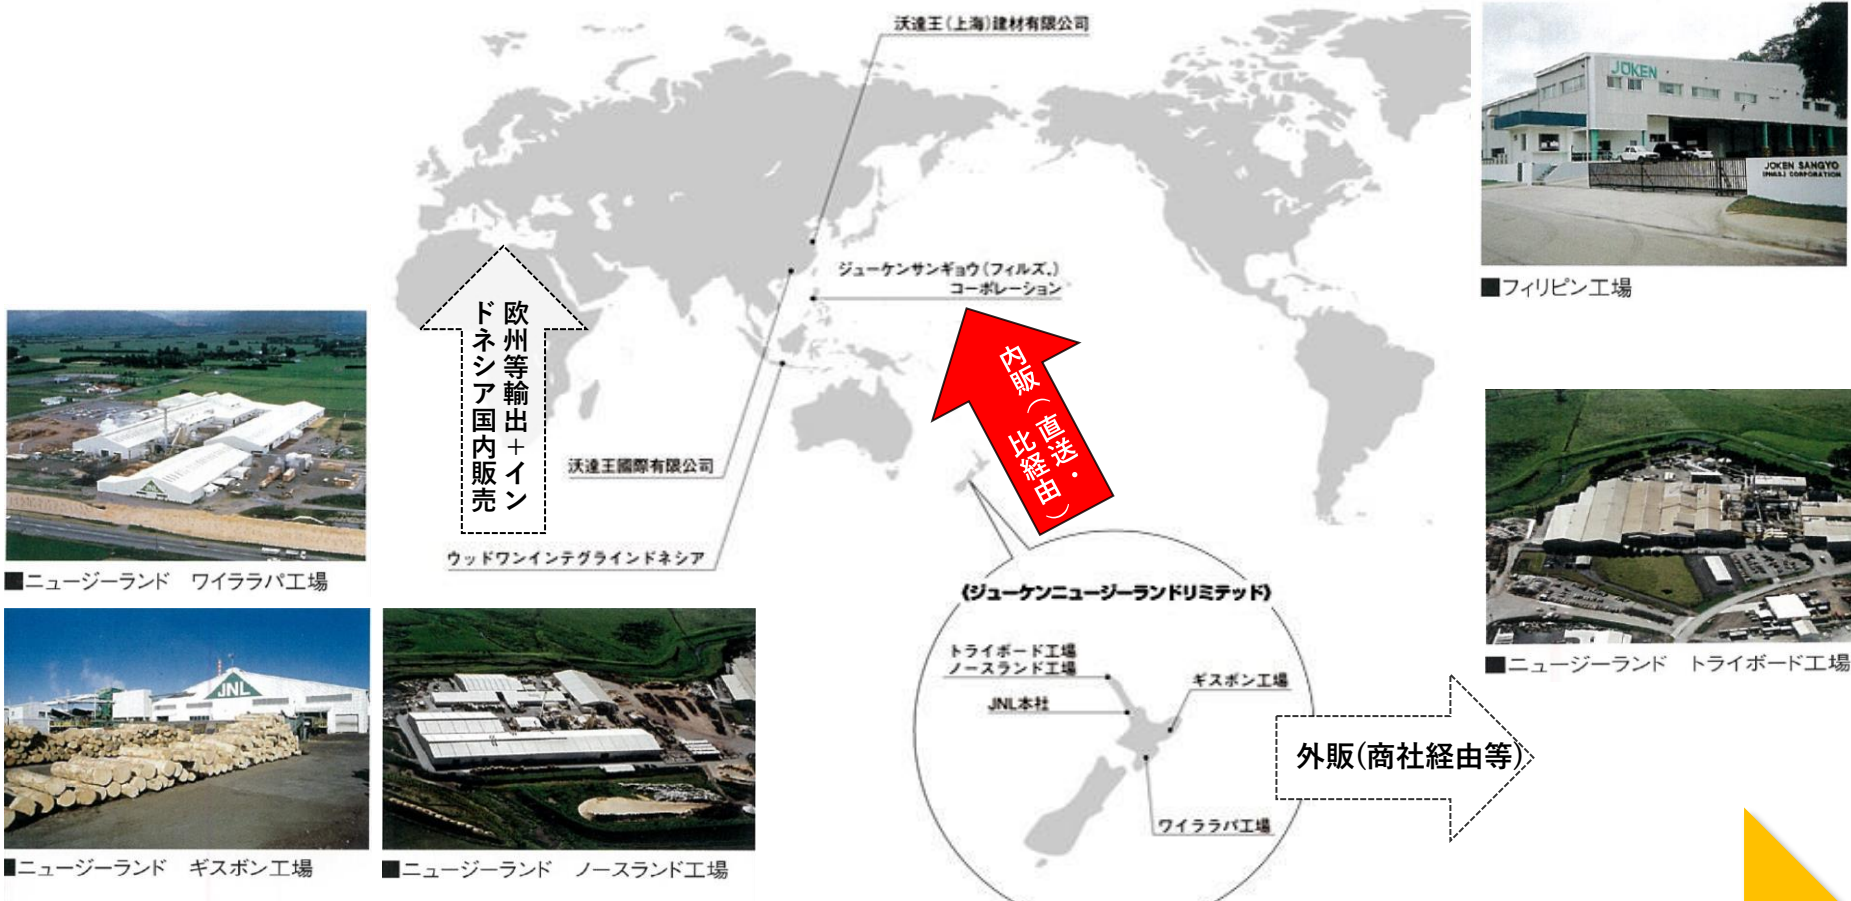 沃達王(上海)建材有限公司
JOKEN
JOKEN SANGYO
(PHILS.) CORPORATION
■フィリピン工場
ジューケンサンギョウ(フィルズ.)
コーポレーション
欧州等輸出+イン
ドネシア国内販売
内販(直送・
比経由)
沃達王國際有限公司
ウッドワンインテグラインドネシア
■ニュージーランド ワイララパ工場
《ジューケンニュージーランドリミテッド》
トライボード工場
ノースランド工場
JNL本社
ギスボン工場
ワイララパ工場
外販(商社経由等)
■ニュージーランド トライボード工場
JNL
■ニュージーランド ギスボン工場
■ニュージーランド ノースランド工場